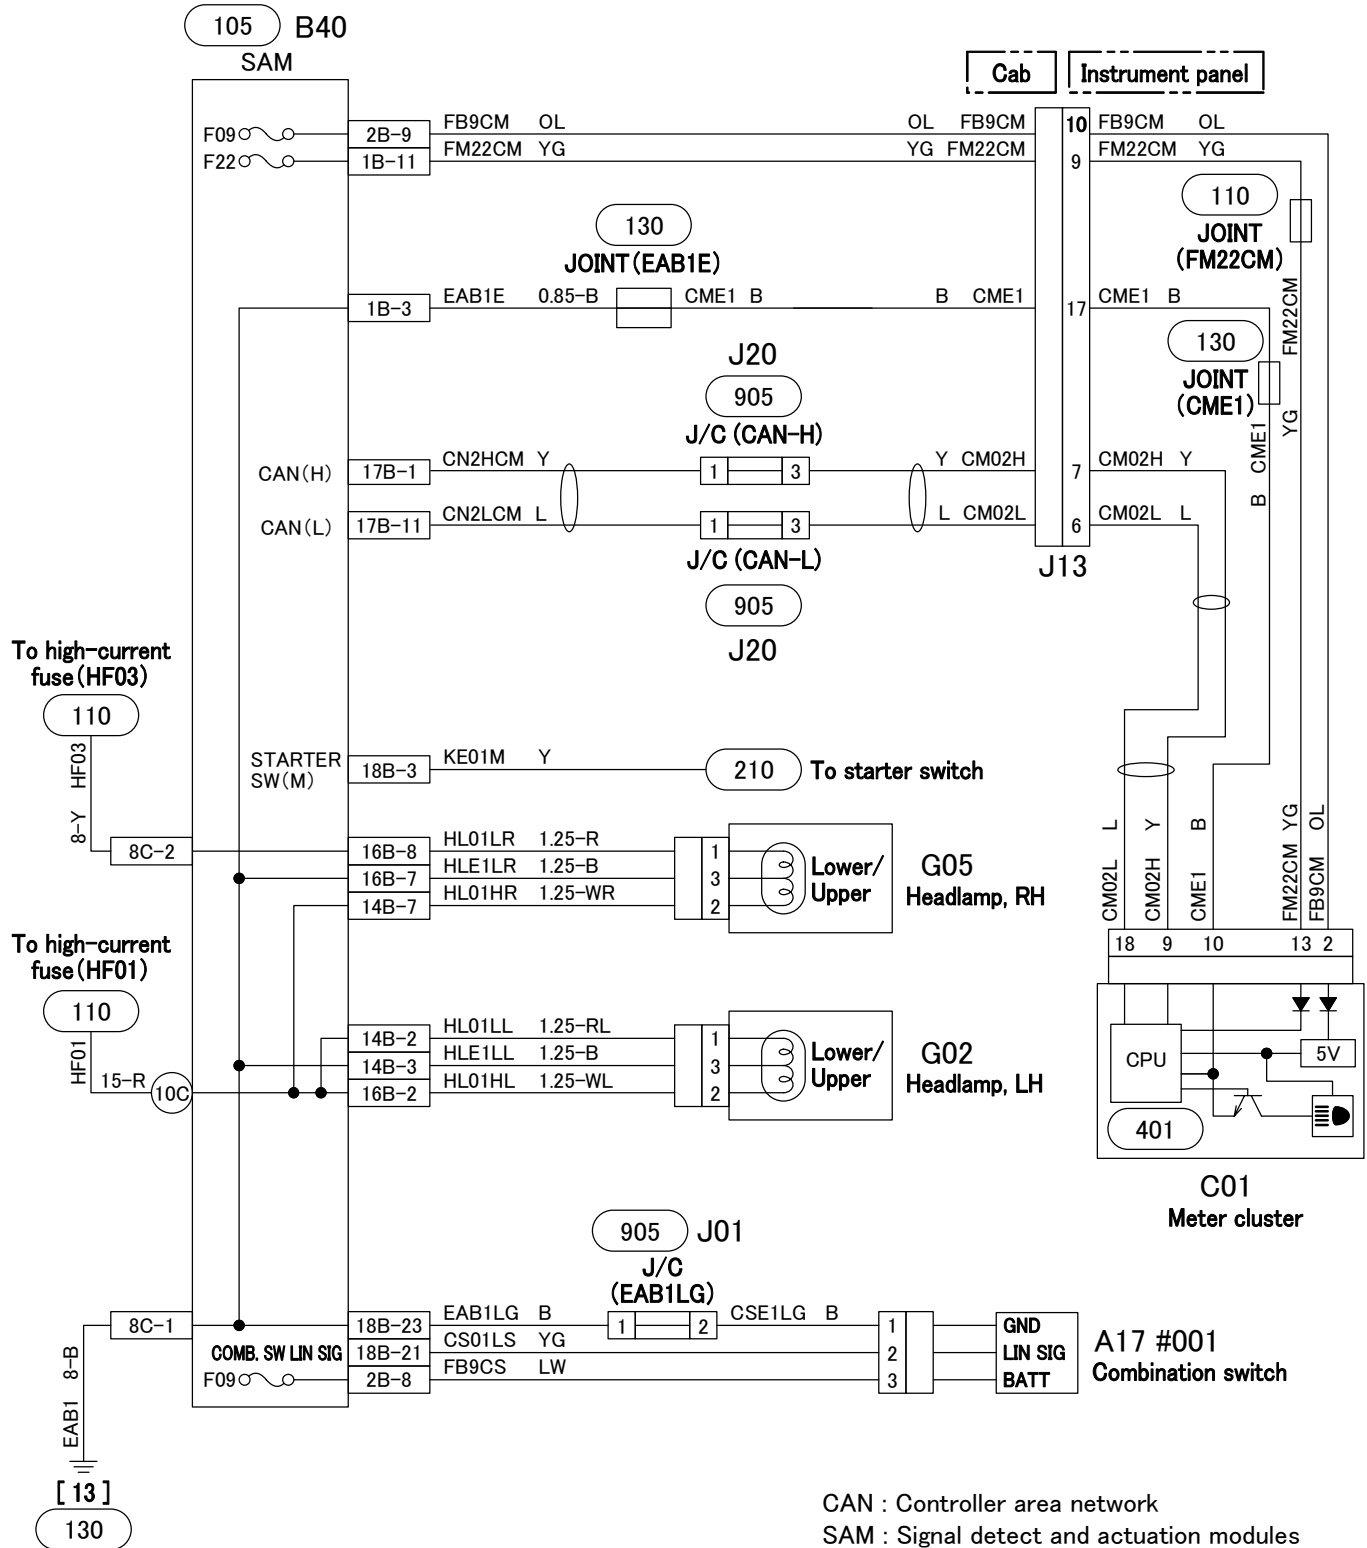 105 B40
SAM
Cab
Instrument panel
F09 2B-9 FB9CM OL OL FB9CM 10 FB9CM OL
F22 1B-11 FM22CM YG YG FM22CM 9 FM22CM YG
110
JOINT
(FM22CM)
130
JOINT(EAB1E)
1B-3 EAB1E 0.85-B CME1 B B CME1 17 CME1 B
FM22CM
YG
130
JOINT
(CME1)
B CME1
J20
905
J/C (CAN-H)
CAN(H) 17B-1 CN2HCM Y 1 3 Y CM02H 7 CM02H Y
CAN(L) 17B-11 CN2LCM L 1 3 L CM02L 6 CM02L L
J/C (CAN-L)
905
J20
J13
To high-current
fuse(HF03)
110
8-Y HF03
8C-2
STARTER
SW(M)
18B-3 KE01M Y 210 To starter switch
16B-8 HL01LR 1.25-R 1
16B-7 HLE1LR 1.25-B 3
14B-7 HL01HR 1.25-WR 2
Lower/
Upper
G05
Headlamp, RH
CM02L L
CM02H Y
CME1 B
FM22CM YG
FB9CM OL
18 9 10 13 2
To high-current
fuse(HF01)
110
HF01
15-R
10C
14B-2 HL01LL 1.25-RL 1
14B-3 HLE1LL 1.25-B 3
16B-2 HL01HL 1.25-WL 2
Lower/
Upper
G02
Headlamp, LH
CPU
5V
401
C01
Meter cluster
905 J01
J/C
(EAB1LG)
8C-1
18B-23 EAB1LG B 1 2 CSE1LG B 1 GND
COMB. SW LIN SIG 18B-21 CS01LS YG 2 LIN SIG
F09 2B-8 FB9CS LW 3 BATT
A17 #001
Combination switch
EAB1 8-B
[ 13 ]
130
CAN : Controller area network
SAM : Signal detect and actuation modules